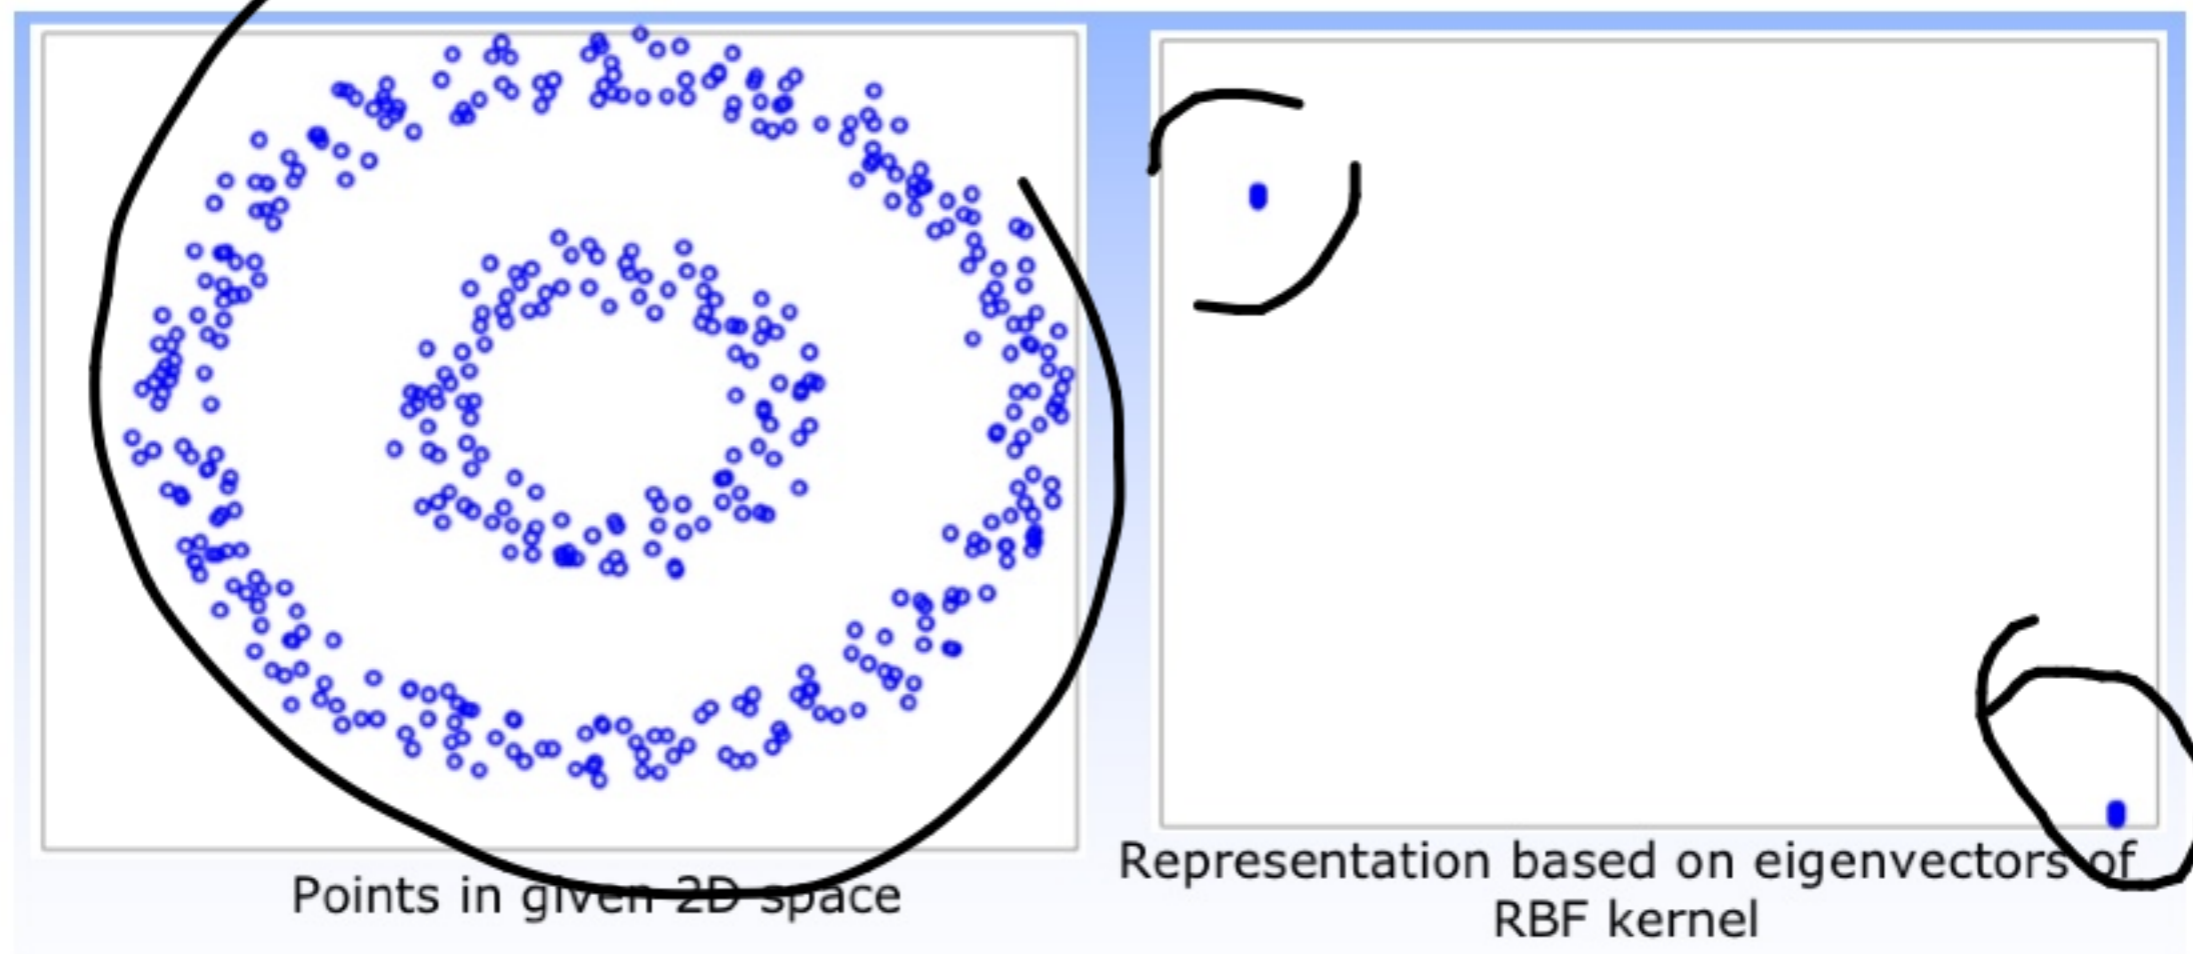 Points in given 2D space
Representation based on eigenvectors of
RBF kernel